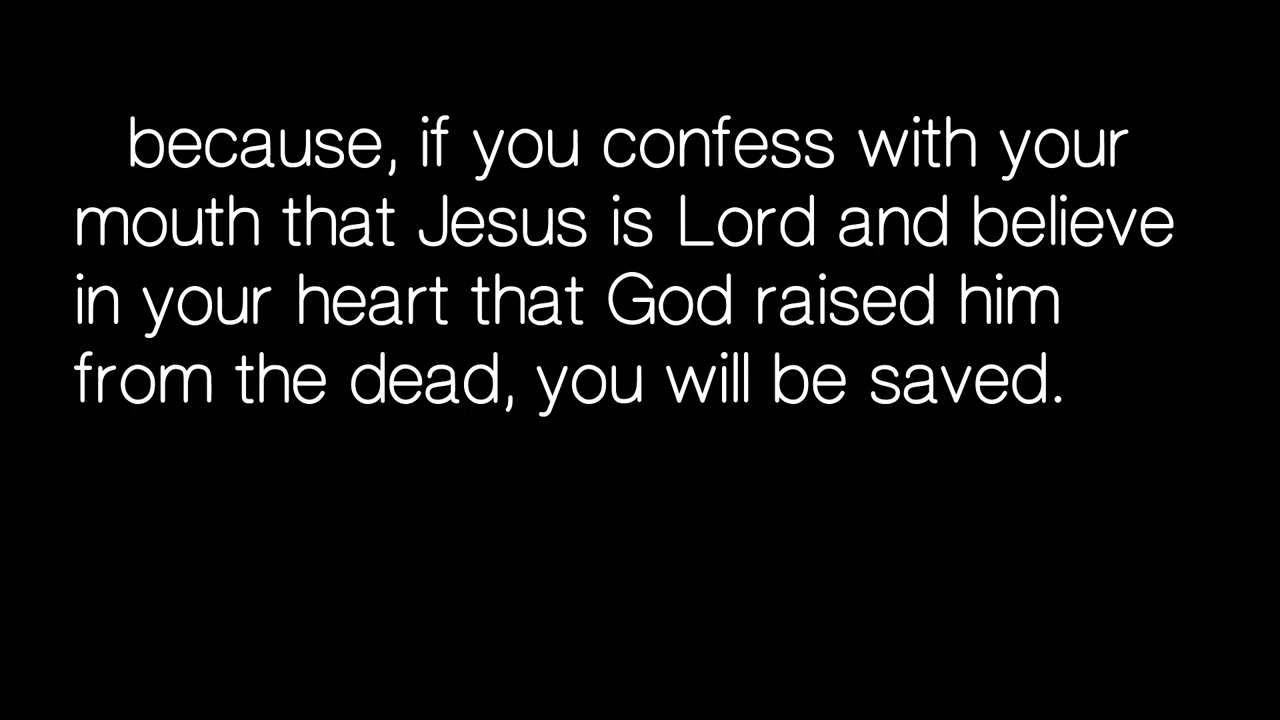 because, if you confess with your
mouth that Jesus is Lord and believe
in your heart that God raised him
from the dead, you will be saved.